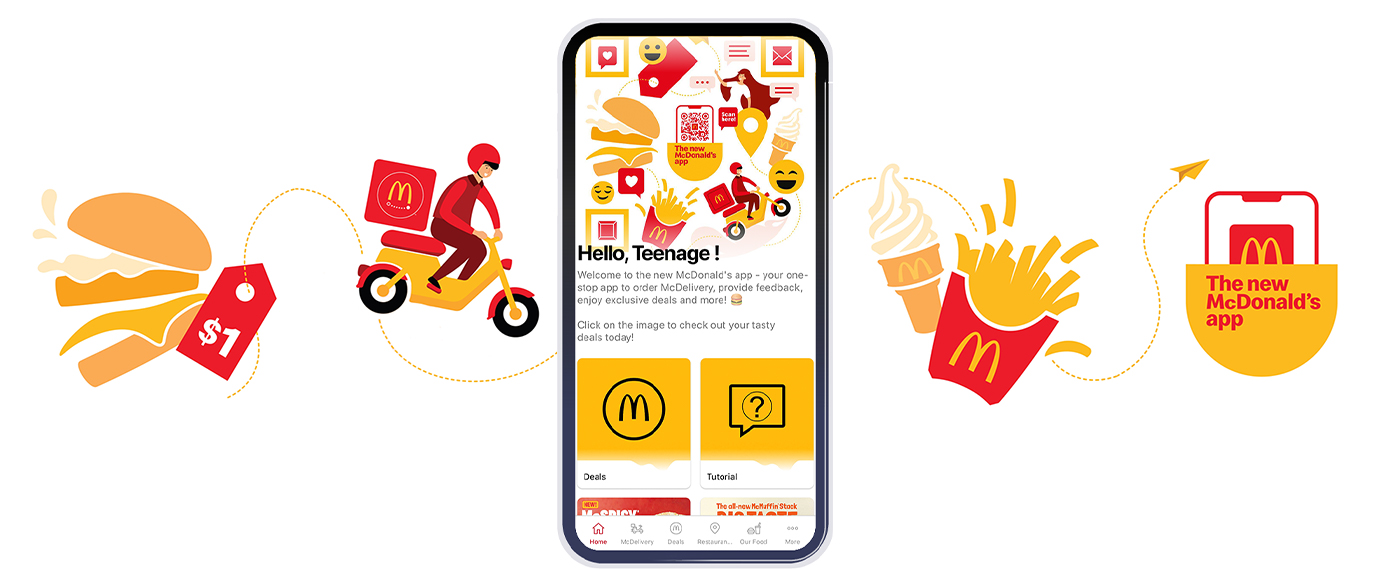 $1
Scan
here!
The new
McDonald's
app
Hello, Teenage !
Welcome to the new McDonald's app - your one-
stop app to order McDelivery, provide feedback,
enjoy exclusive deals and more! 🍔
Click on the image to check out your tasty
deals today!
?
Deals
Tutorial
NEW!
McSPICY
The all-new McMuffin Stack
BIG TASTE
Home
McDelivery
Deals
Restauran...
Our Food
More
The new
McDonald's
app